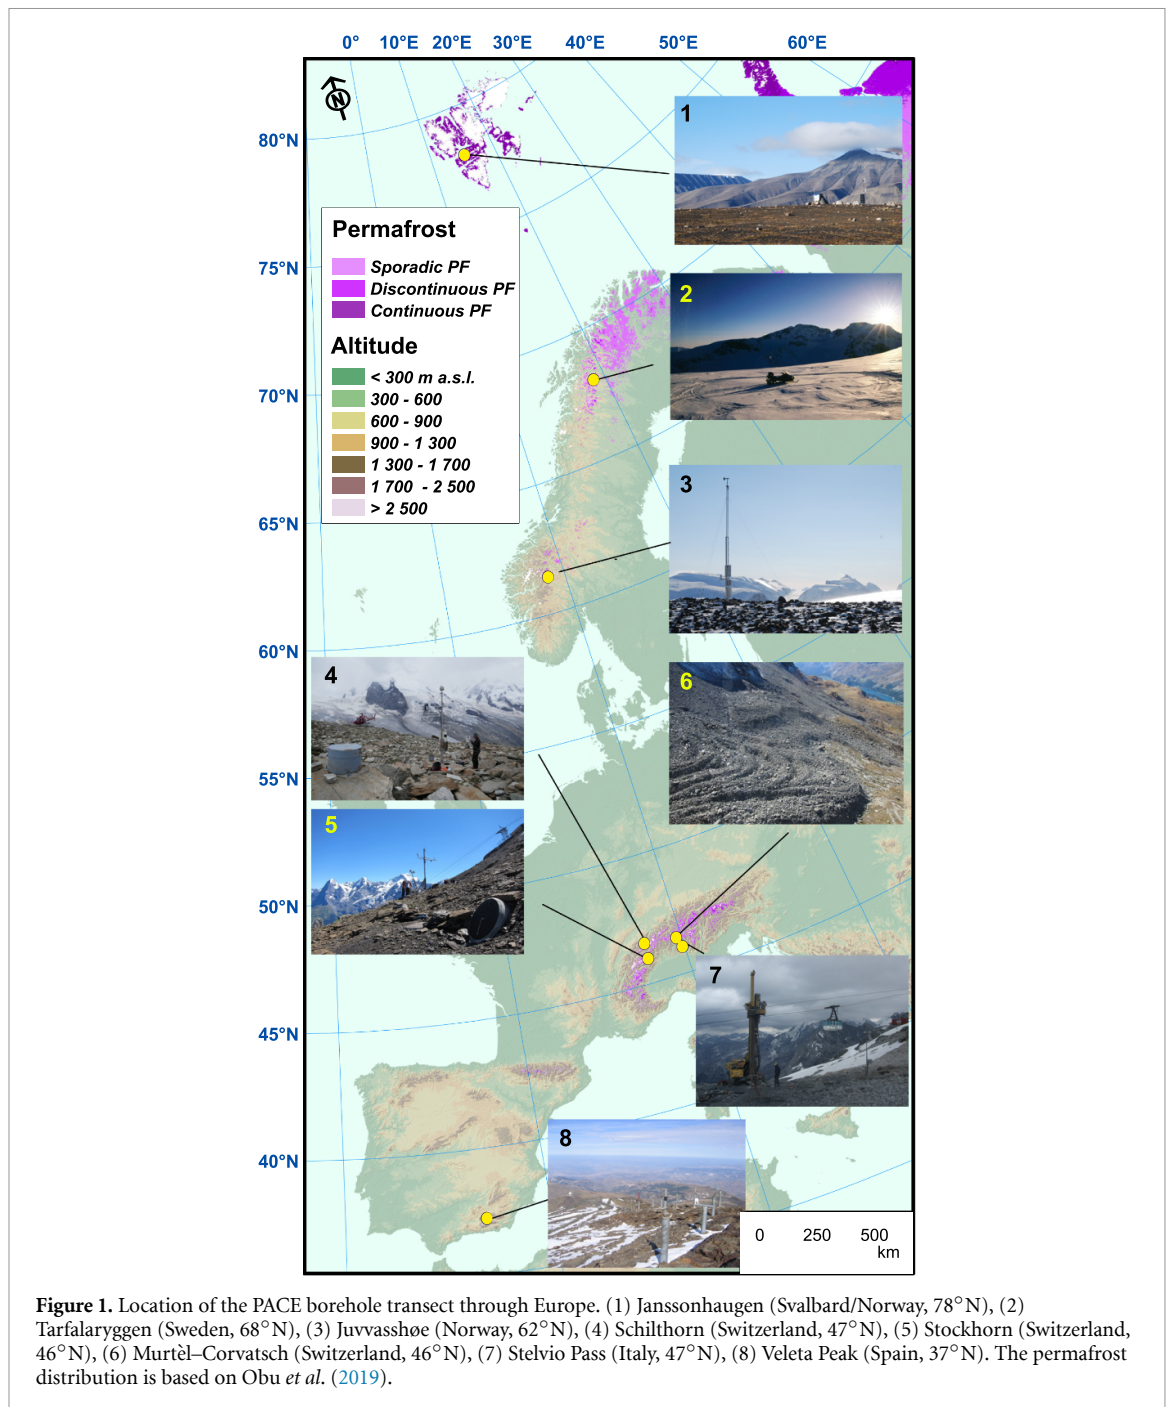 0° 10°E 20°E 30°E 40°E 50°E 60°E
N
80°N
75°N
70°N
65°N
60°N
55°N
50°N
45°N
40°N
Permafrost
Sporadic PF
Discontinuous PF
Continuous PF
Altitude
< 300 m a.s.l.
300 - 600
600 - 900
900 - 1 300
1 300 - 1 700
1 700 - 2 500
> 2 500
1
2
3
4
6
5
7
8
0 250 500
km
Figure 1. Location of the PACE borehole transect through Europe. (1) Janssonhaugen (Svalbard/Norway, 78°N), (2)
Tarfalaryggen (Sweden, 68°N), (3) Juvvasshøe (Norway, 62°N), (4) Schilthorn (Switzerland, 47°N), (5) Stockhorn (Switzerland,
46°N), (6) Murtèl–Corvatsch (Switzerland, 46°N), (7) Stelvio Pass (Italy, 47°N), (8) Veleta Peak (Spain, 37°N). The permafrost
distribution is based on Obu et al. (2019).